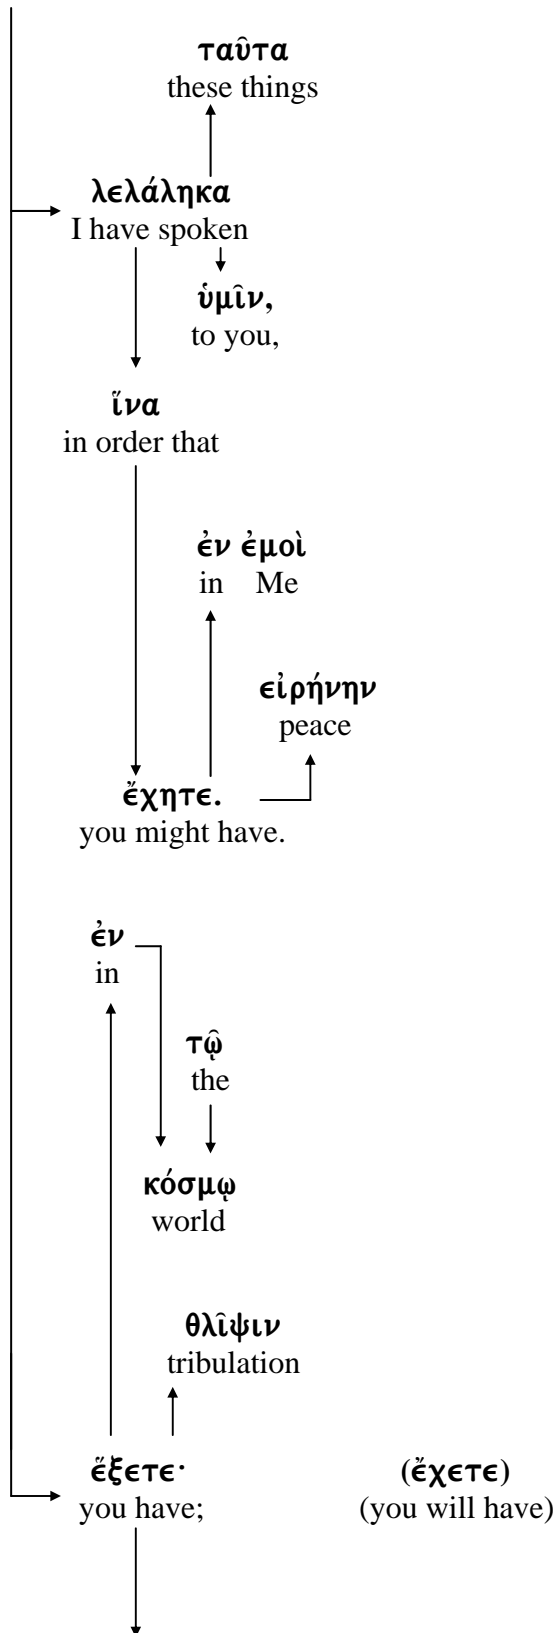 ταῦτα
these things
λελάληκα
I have spoken
ὑμῖν,
to you,
ἵνα
in order that
ἐν ἐμοὶ
in Me
εἰρήνην
peace
ἔχητε.
you might have.
ἐν
in
τῷ
the
κόσμῳ
world
θλῖψιν
tribulation
ἕξετε· (ἔχετε)
you have; (you will have)